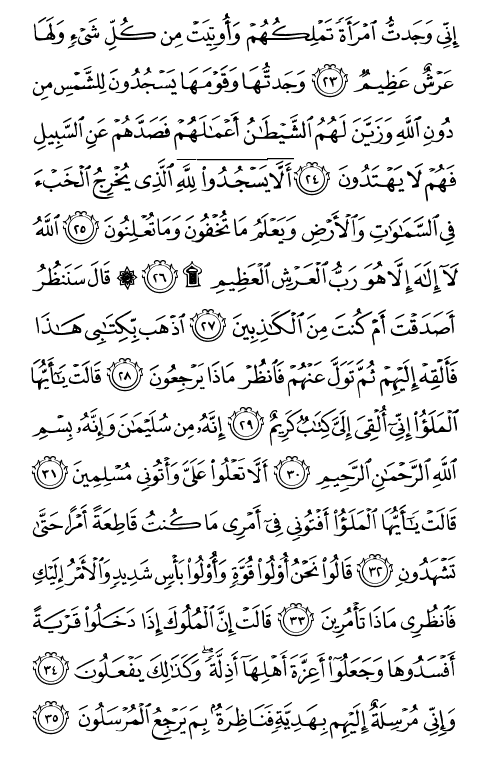 إِنِّي وَجَدتُّ ٱمْرَأَةً تَمْلِكُهُمْ وَأُوتِيَتْ مِن كُلِّ شَيْءٍ وَلَهَا
عَرْشٌ عَظِيمٌ ٢٣ وَجَدتُّهَا وَقَوْمَهَا يَسْجُدُونَ لِلشَّمْسِ مِن
دُونِ ٱللَّهِ وَزَيَّنَ لَهُمُ ٱلشَّيْطَٰنُ أَعْمَٰلَهُمْ فَصَدَّهُمْ عَنِ ٱلسَّبِيلِ
فَهُمْ لَا يَهْتَدُونَ ٢٤ أَلَّا يَسْجُدُوا۟ لِلَّهِ ٱلَّذِي يُخْرِجُ ٱلْخَبْءَ
فِي ٱلسَّمَٰوَٰتِ وَٱلْأَرْضِ وَيَعْلَمُ مَا تُخْفُونَ وَمَا تُعْلِنُونَ ٢٥ ٱللَّهُ
لَآ إِلَٰهَ إِلَّا هُوَ رَبُّ ٱلْعَرْشِ ٱلْعَظِيمِ ۩ ٢٦ ۞ قَالَ سَنَنظُرُ
أَصَدَقْتَ أَمْ كُنتَ مِنَ ٱلْكَٰذِبِينَ ٢٧ ٱذْهَب بِّكِتَٰبِي هَٰذَا
فَأَلْقِهْ إِلَيْهِمْ ثُمَّ تَوَلَّ عَنْهُمْ فَٱنظُرْ مَاذَا يَرْجِعُونَ ٢٨ قَالَتْ يَٰٓأَيُّهَا
ٱلْمَلَؤُا۟ إِنِّيٓ أُلْقِيَ إِلَيَّ كِتَٰبٌ كَرِيمٌ ٢٩ إِنَّهُۥ مِن سُلَيْمَٰنَ وَإِنَّهُۥ بِسْمِ
ٱللَّهِ ٱلرَّحْمَٰنِ ٱلرَّحِيمِ ٣٠ أَلَّا تَعْلُوا۟ عَلَيَّ وَأْتُونِي مُسْلِمِينَ ٣١
قَالَتْ يَٰٓأَيُّهَا ٱلْمَلَؤُا۟ أَفْتُونِي فِيٓ أَمْرِي مَا كُنتُ قَاطِعَةً أَمْرًا حَتَّىٰ
تَشْهَدُونِ ٣٢ قَالُوا۟ نَحْنُ أُو۟لُوا۟ قُوَّةٍ وَأُو۟لُوا۟ بَأْسٍ شَدِيدٍ وَٱلْأَمْرُ إِلَيْكِ
فَٱنظُرِي مَاذَا تَأْمُرِينَ ٣٣ قَالَتْ إِنَّ ٱلْمُلُوكَ إِذَا دَخَلُوا۟ قَرْيَةً
أَفْسَدُوهَا وَجَعَلُوٓا۟ أَعِزَّةَ أَهْلِهَآ أَذِلَّةً ۖ وَكَذَٰلِكَ يَفْعَلُونَ ٣٤
وَإِنِّي مُرْسِلَةٌ إِلَيْهِم بِهَدِيَّةٍ فَنَاظِرَةٌۢ بِمَ يَرْجِعُ ٱلْمُرْسَلُونَ ٣٥